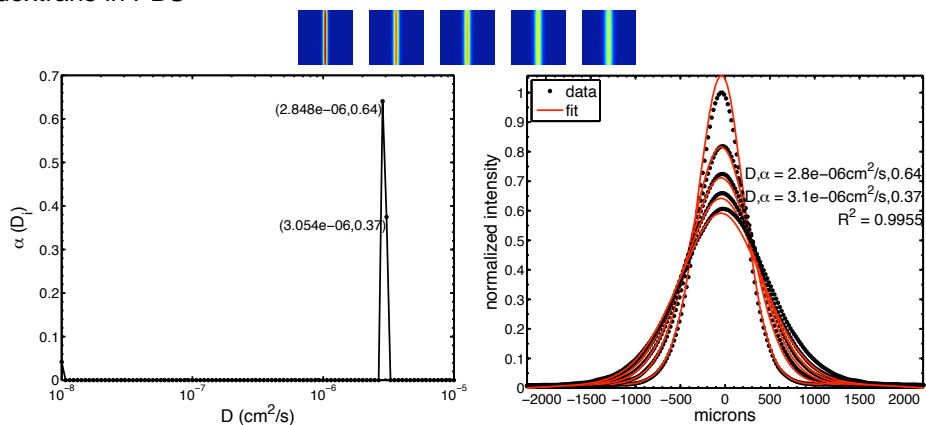 in PBS
0.7
0.6
0.5
0.4
0.3
0.2
0.1
0
α (D_i)
(2.848e−06,0.64)
(3.054e−06,0.37)
10^−8 10^−7 10^−6 10^−5
D (cm²/s)
1
0.9
0.8
0.7
0.6
0.5
0.4
0.3
0.2
0.1
0
normalized intensity
data
fit
D,α = 2.8e−06cm²/s,0.64
D,α = 3.1e−06cm²/s,0.37
R² = 0.9955
−2000 −1500 −1000 −500 0 500 1000 1500 2000
microns